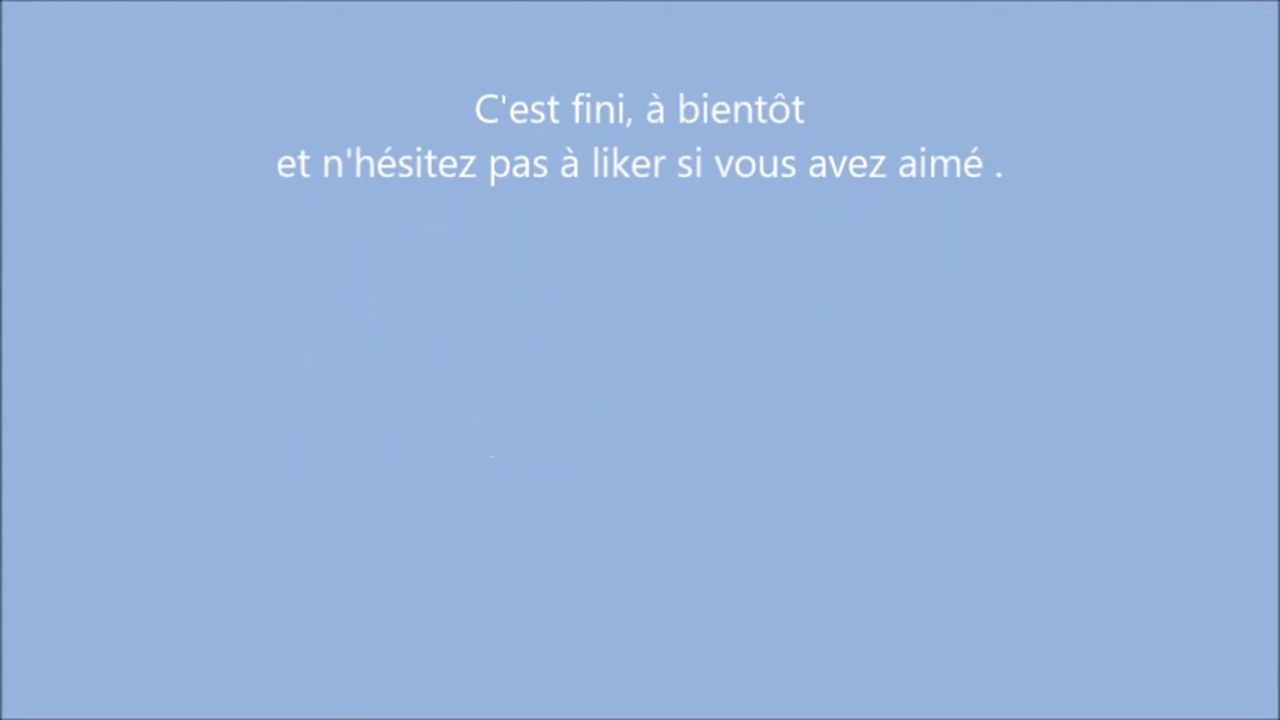 C'est fini, à bientôt
et n'hésitez pas à liker si vous avez aimé .